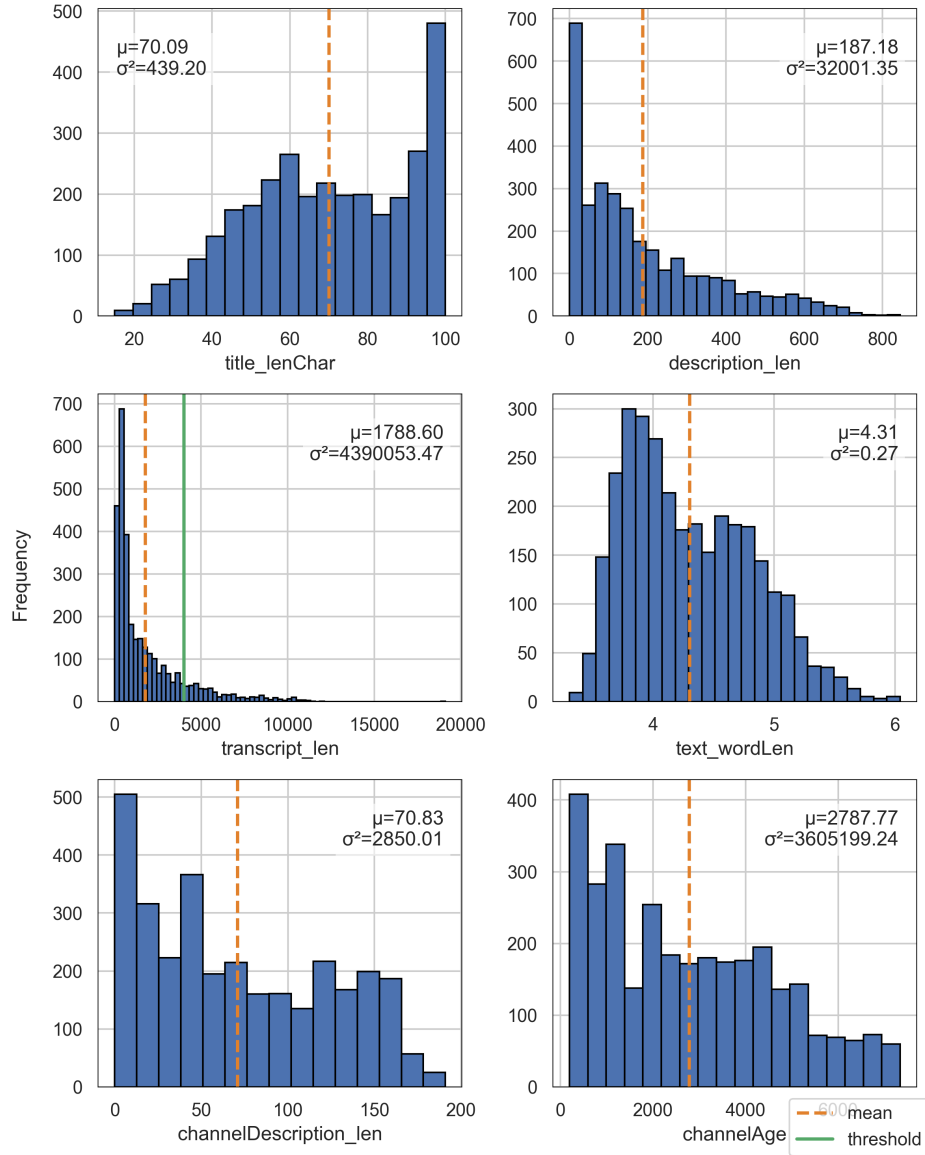 500
400
300
200
100
0
μ=70.09
σ²=439.20
20 40 60 80 100
title_lenChar
700
600
500
400
300
200
100
0
μ=187.18
σ²=32001.35
0 200 400 600 800
description_len
Frequency
700
600
500
400
300
200
100
0
μ=1788.60
σ²=4390053.47
0 5000 10000 15000 20000
transcript_len
300
250
200
150
100
50
0
μ=4.31
σ²=0.27
4 5 6
text_wordLen
500
400
300
200
100
0
μ=70.83
σ²=2850.01
0 50 100 150 200
channelDescription_len
400
300
200
100
0
μ=2787.77
σ²=3605199.24
0 2000 4000 6000
channelAge
mean
threshold